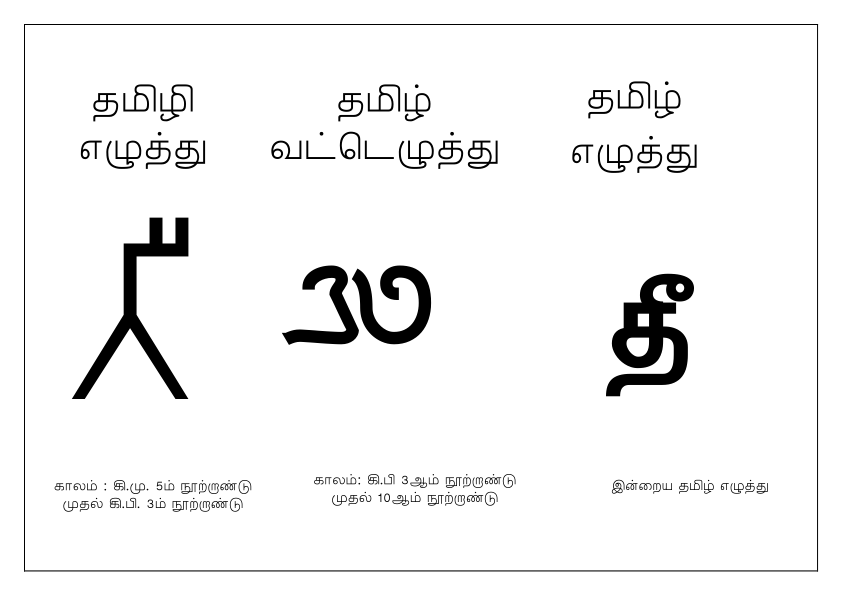 தமிழி
எழுத்து
தமிழ்
வட்டெழுத்து
தமிழ்
எழுத்து
தீ
காலம் : கி.மு. 5ம் நூற்றாண்டு
முதல் கி.பி. 3ம் நூற்றாண்டு
காலம்: கி.பி 3ஆம் நூற்றாண்டு
முதல் 10ஆம் நூற்றாண்டு
இன்றைய தமிழ் எழுத்து